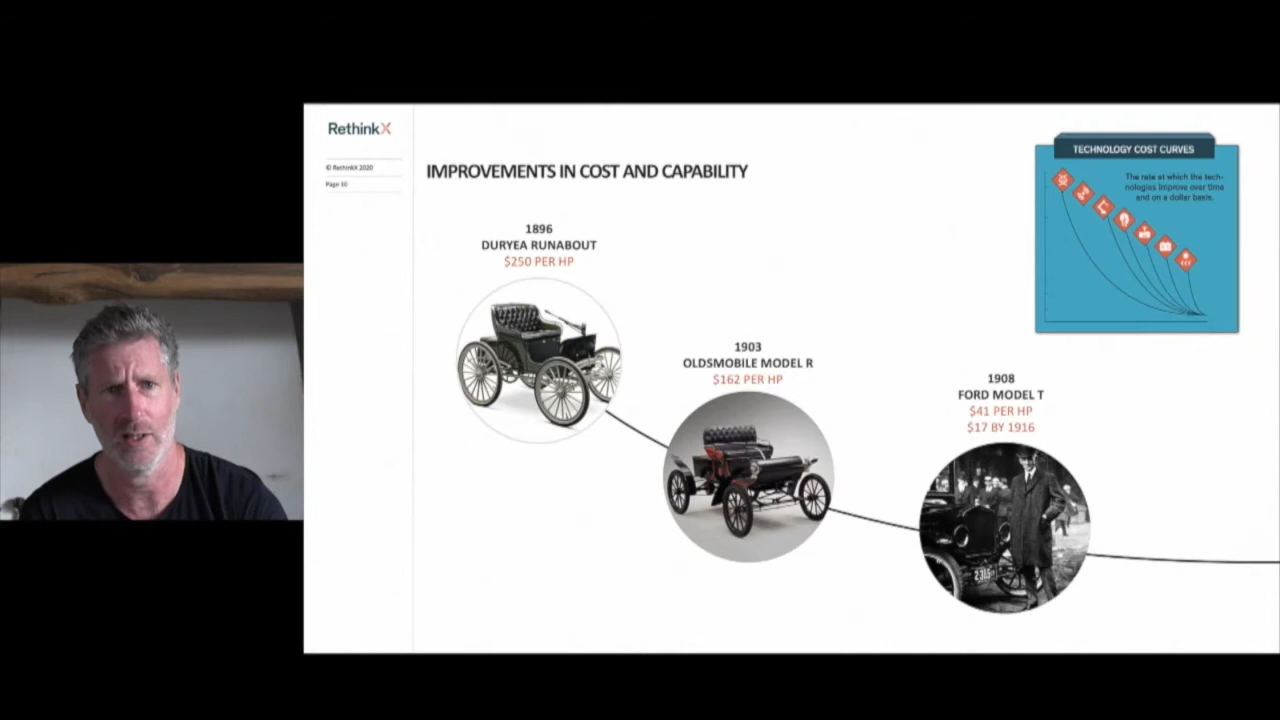 RethinkX
© RethinkX 2020
Page 10
IMPROVEMENTS IN COST AND CAPABILITY
TECHNOLOGY COST CURVES
The rate at which the tech-
nologies improve over time
and on a dollar basis.
1896
DURYEA RUNABOUT
$250 PER HP
1903
OLDSMOBILE MODEL R
$162 PER HP
1908
FORD MODEL T
$41 PER HP
$17 BY 1916